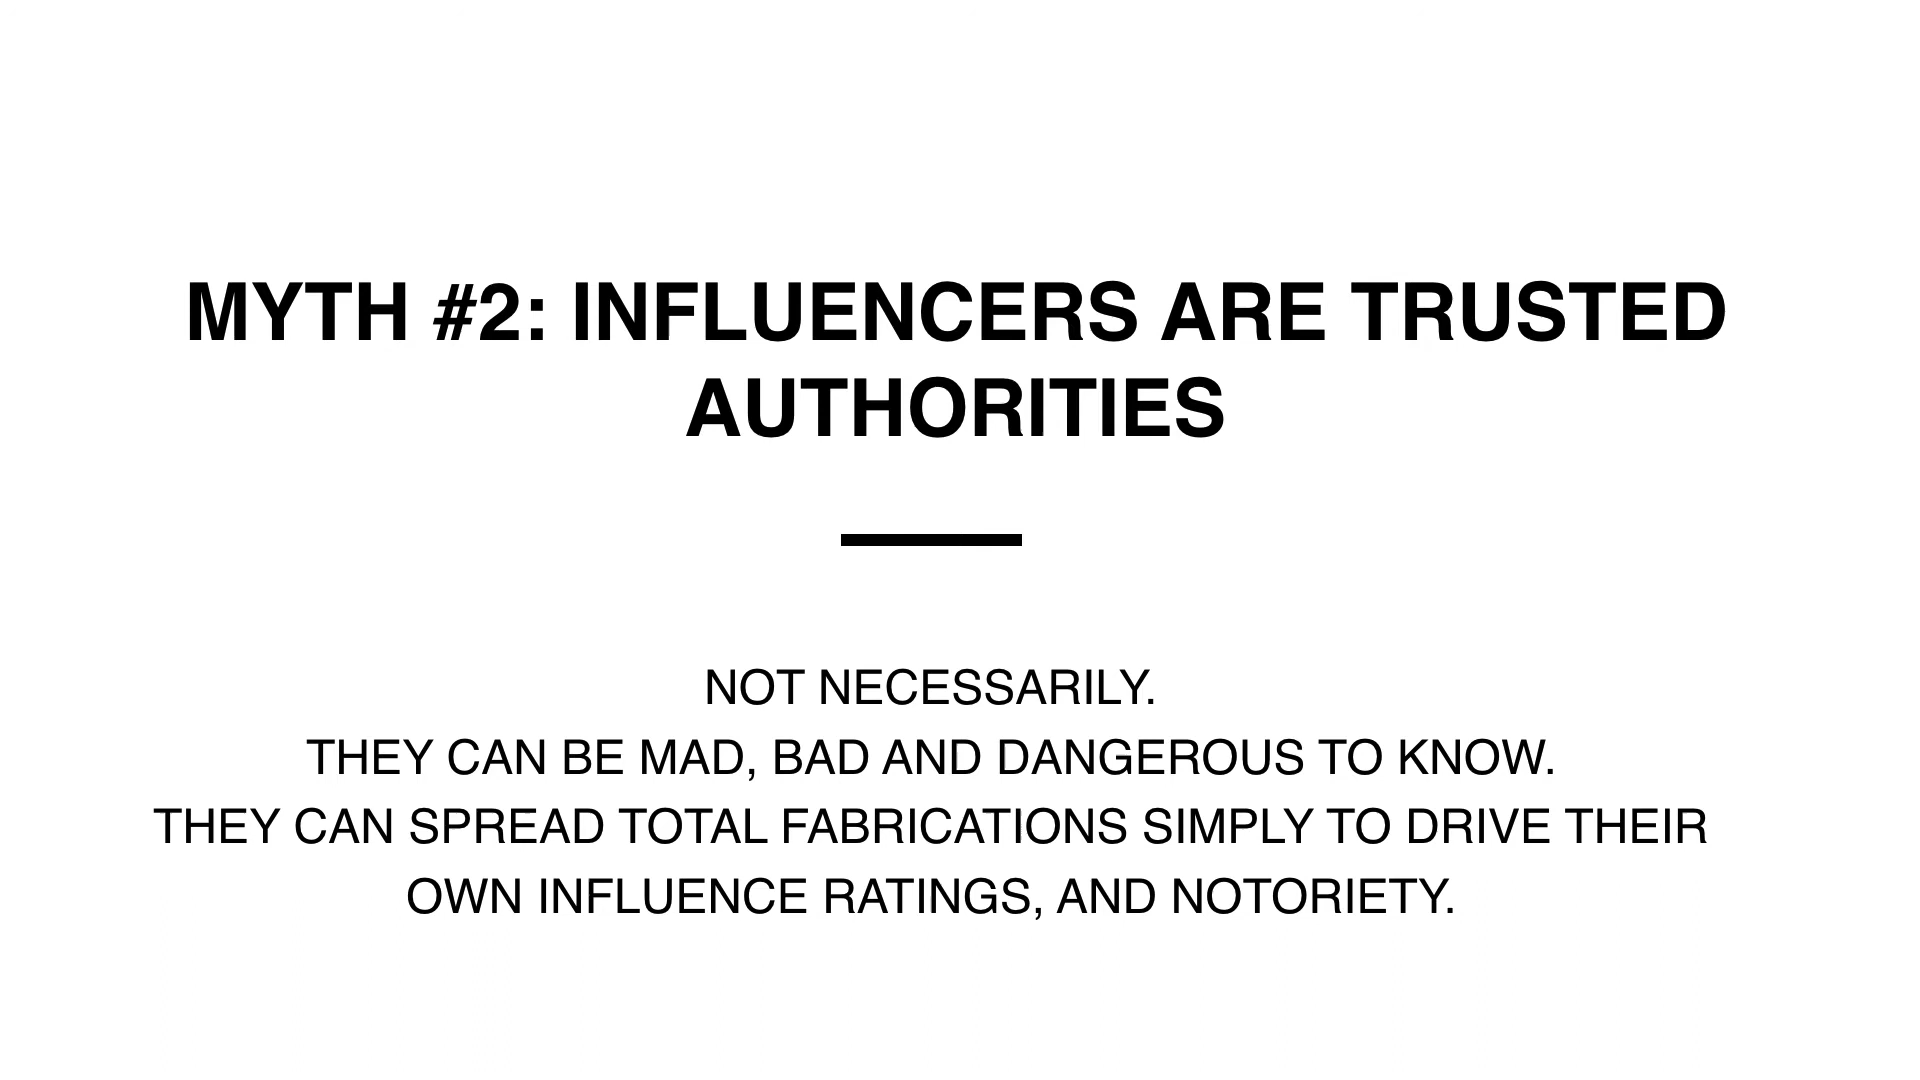 MYTH #2: INFLUENCERS ARE TRUSTED
AUTHORITIES
NOT NECESSARILY.
THEY CAN BE MAD, BAD AND DANGEROUS TO KNOW.
THEY CAN SPREAD TOTAL FABRICATIONS SIMPLY TO DRIVE THEIR
OWN INFLUENCE RATINGS, AND NOTORIETY.